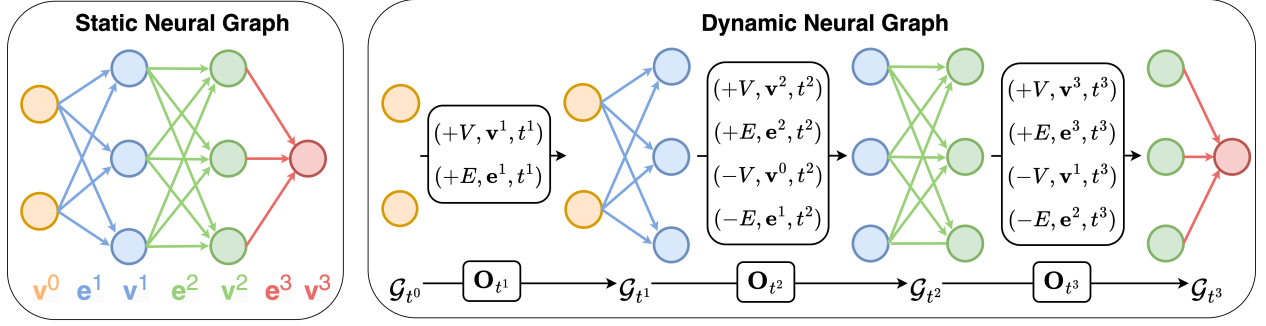 Static Neural Graph
v⁰ e¹ v¹ e² v² e³ v³
Dynamic Neural Graph
(+V, v¹, t¹)
(+E, e¹, t¹)
(+V, v², t²)
(+E, e², t²)
(−V, v⁰, t²)
(−E, e¹, t²)
(+V, v³, t³)
(+E, e³, t³)
(−V, v¹, t³)
(−E, e², t³)
𝒢_{t⁰} O_{t¹} 𝒢_{t¹} O_{t²} 𝒢_{t²} O_{t³} 𝒢_{t³}